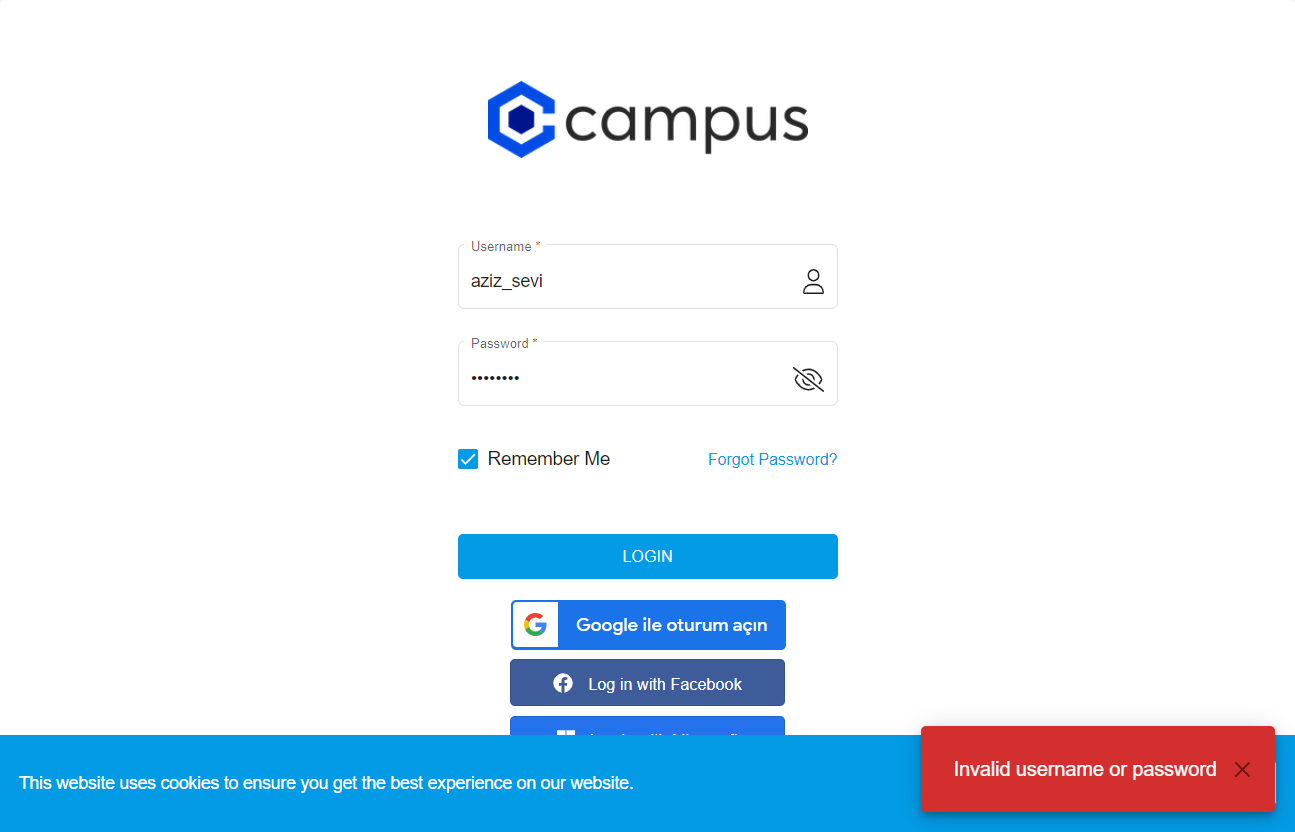 campus
Username *
aziz_sevi
Password *
••••••••
Remember Me
Forgot Password?
LOGIN
Google ile oturum açın
Log in with Facebook
This website uses cookies to ensure you get the best experience on our website.
Invalid username or password